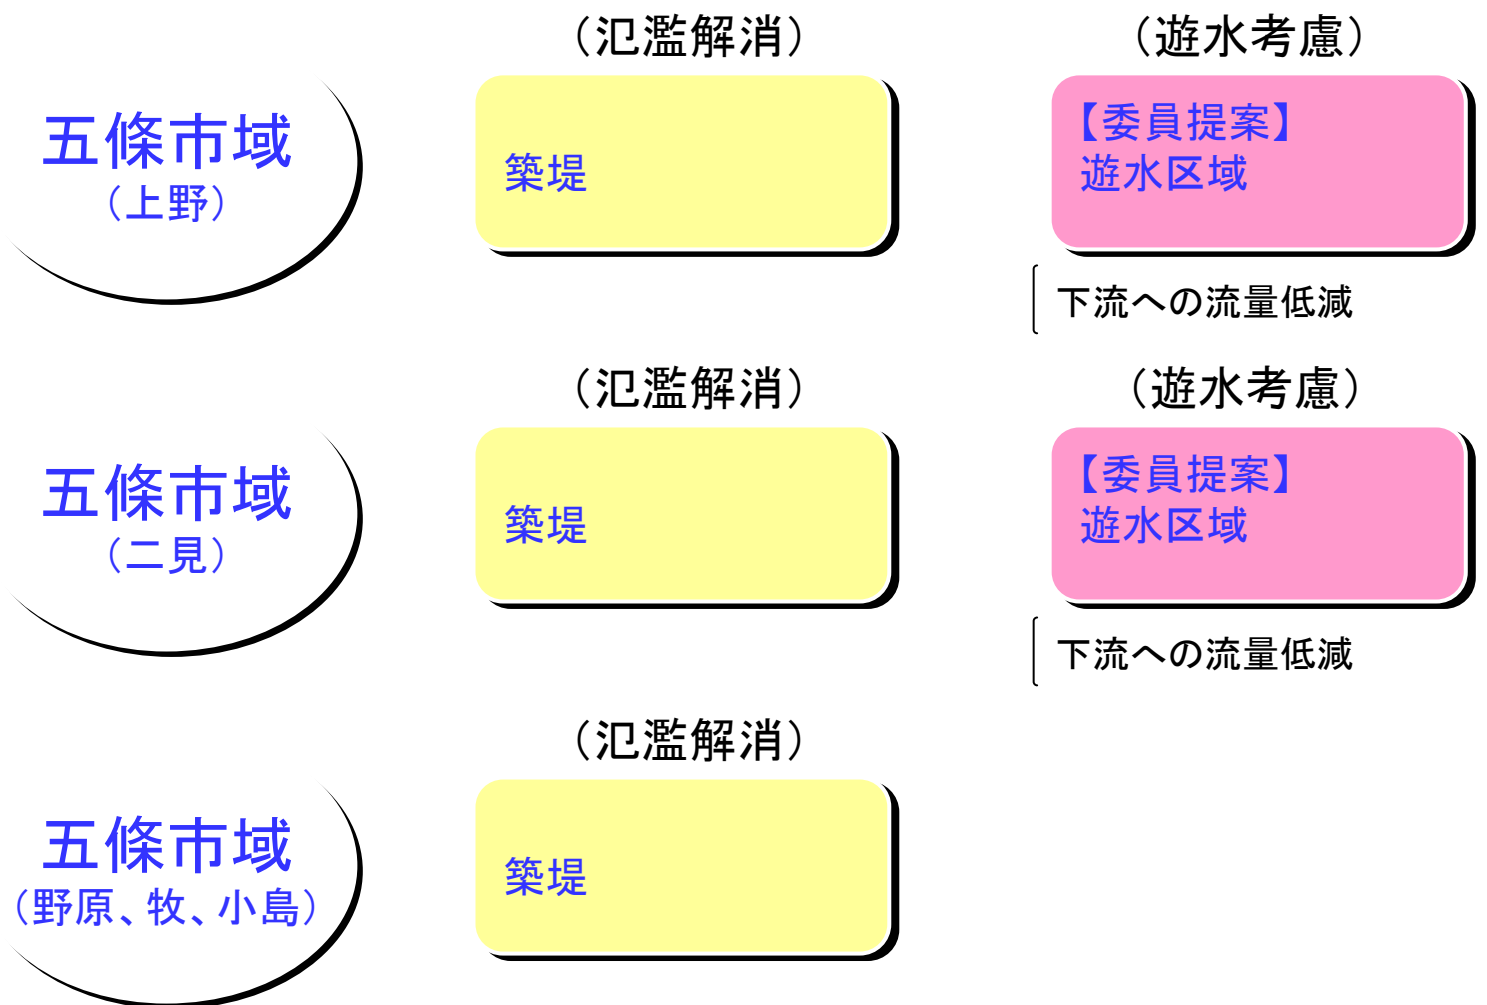 （氾濫解消）
（遊水考慮）
五條市域
（上野）
築堤
【委員提案】
遊水区域
下流への流量低減
（氾濫解消）
（遊水考慮）
五條市域
（二見）
築堤
【委員提案】
遊水区域
下流への流量低減
（氾濫解消）
五條市域
（野原、牧、小島）
築堤